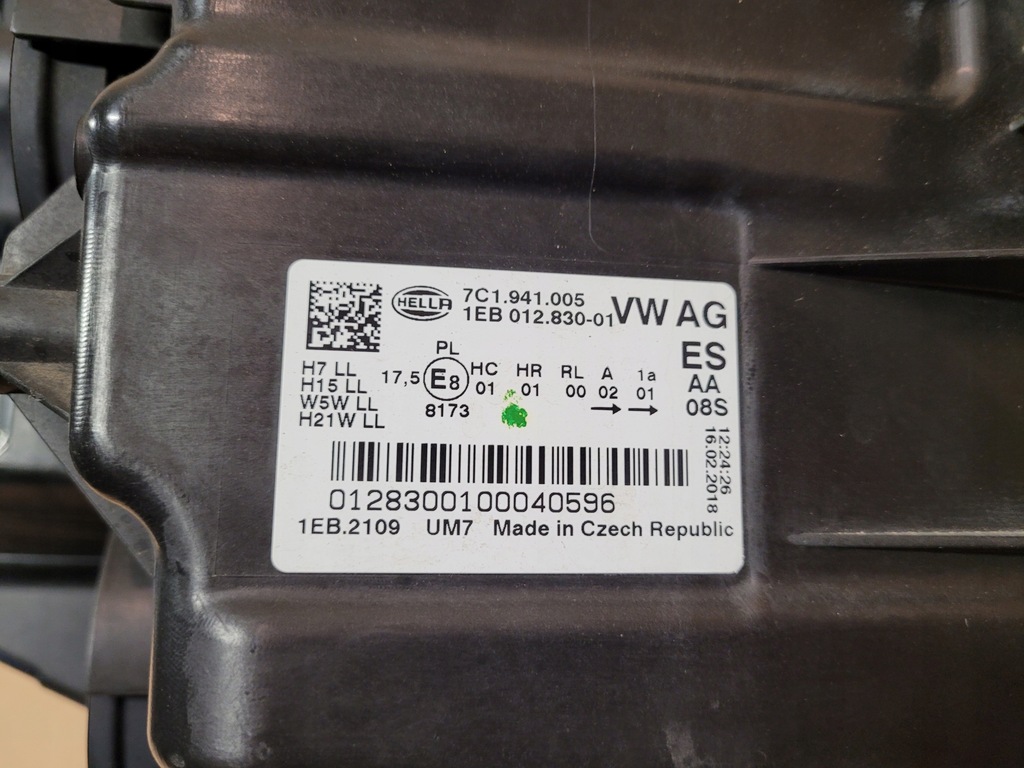 HELLA
7C1.941.005
1EB 012.830-01
VW AG
ES
AA
08S
H7 LL
H15 LL
W5W LL
H21W LL
17,5
PL
E8
8173
HC HR RL A 1a
01 01 00 02 01
→ →
12:24:26
16.02.2018
0128300100040596
1EB.2109 UM7 Made in Czech Republic